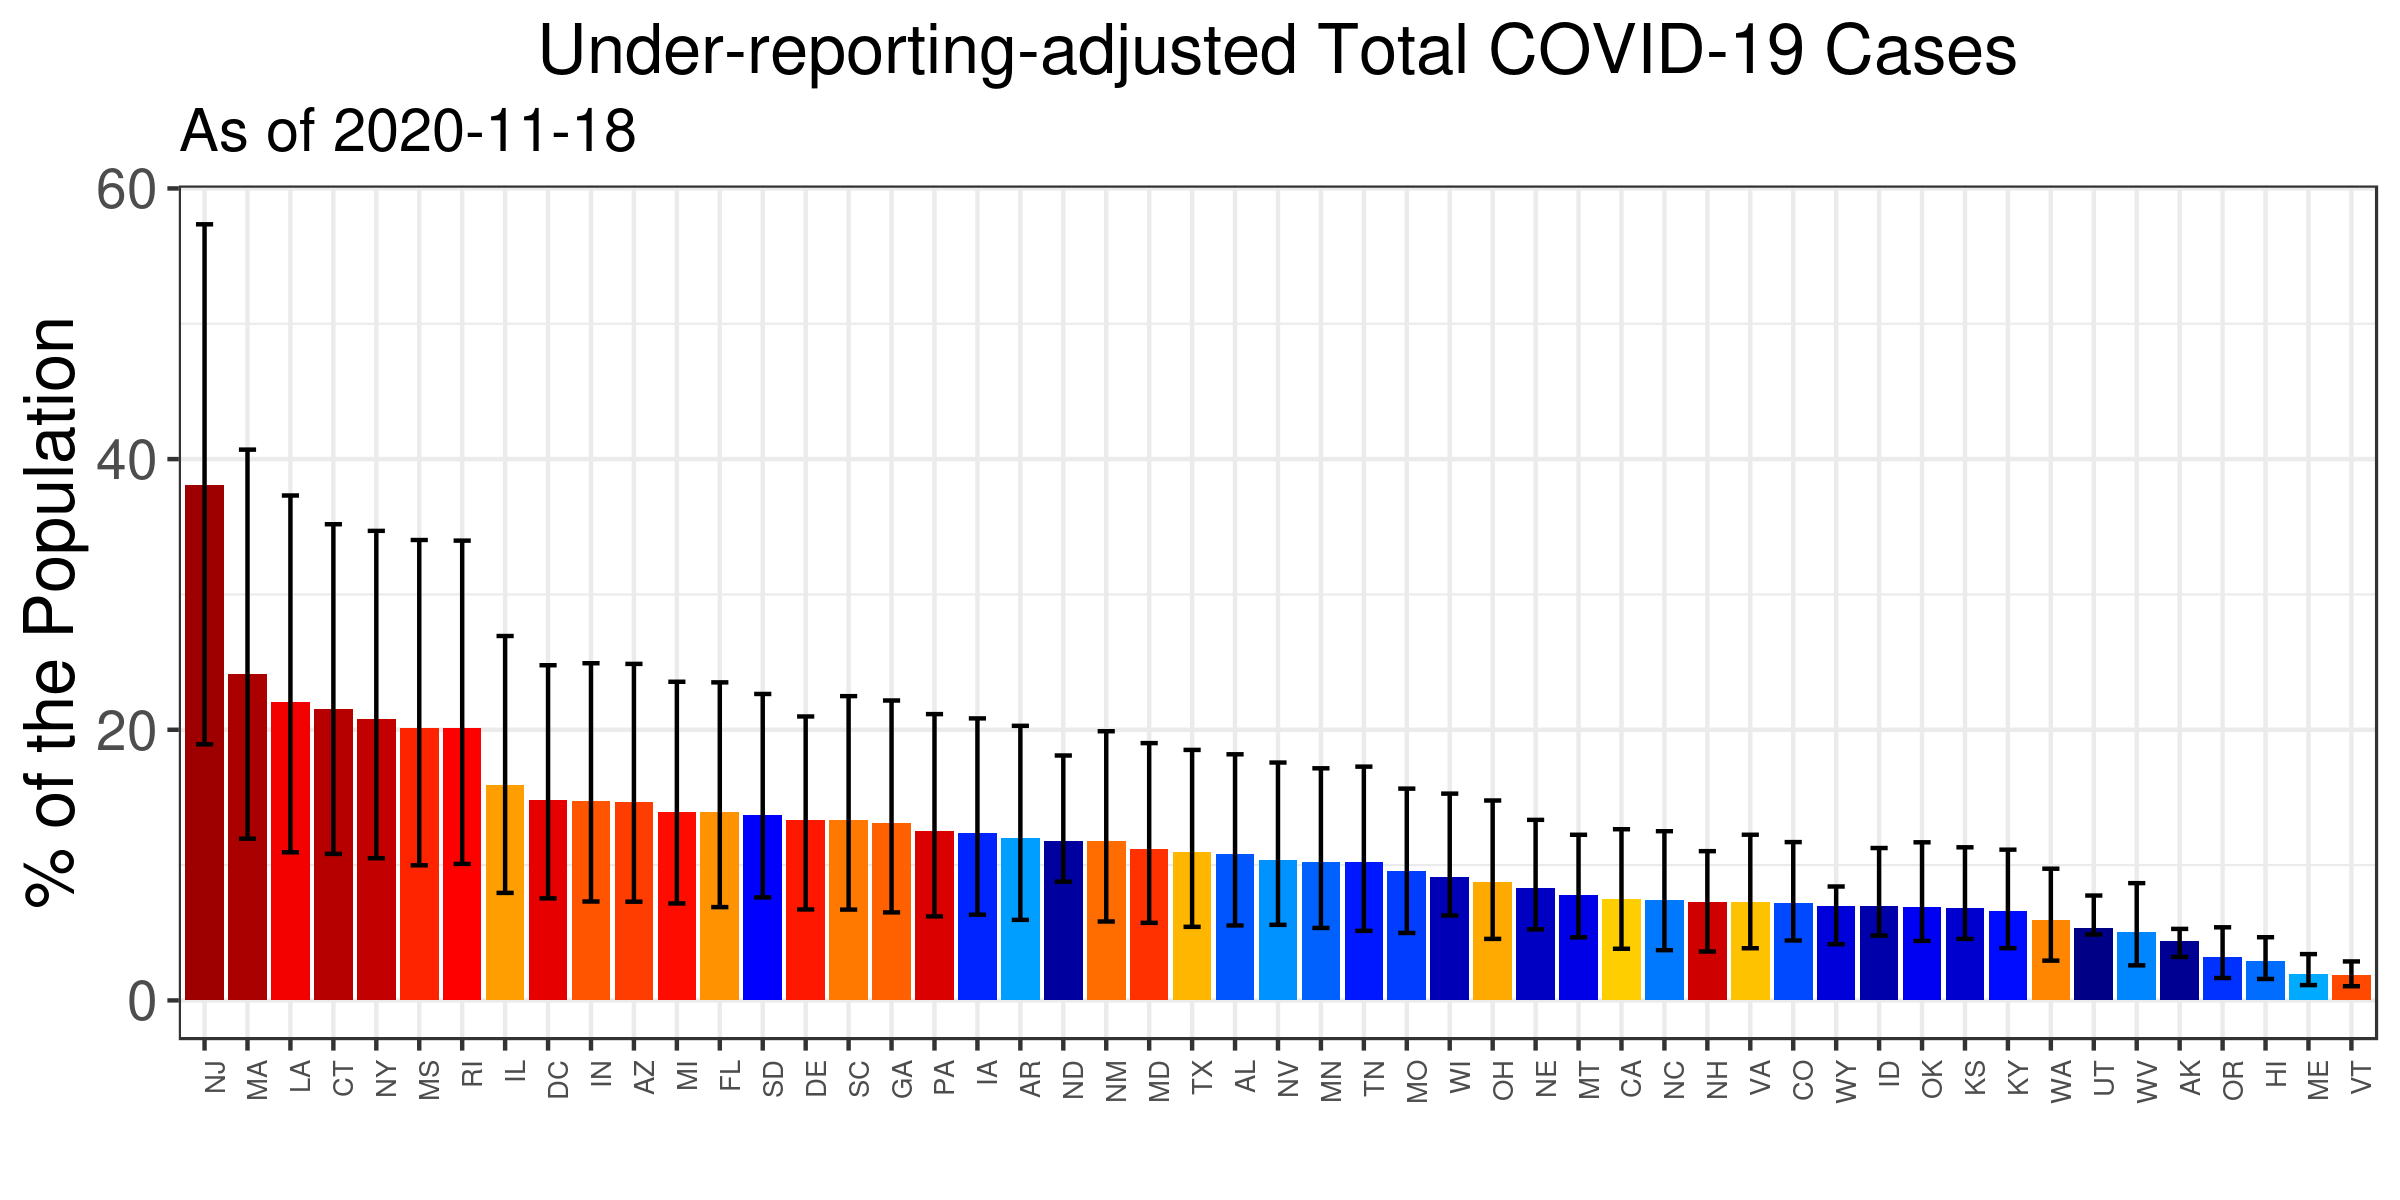 Under-reporting-adjusted Total COVID-19 Cases
As of 2020-11-18
% of the Population
60
40
20
0
NJ MA LA CT NY MS RI IL DC IN AZ MI FL SD DE SC GA PA IA AR ND NM MD TX AL NV MN TN MO WI OH NE MT CA NC NH VA CO WY ID OK KS KY WA UT WV AK OR HI ME VT